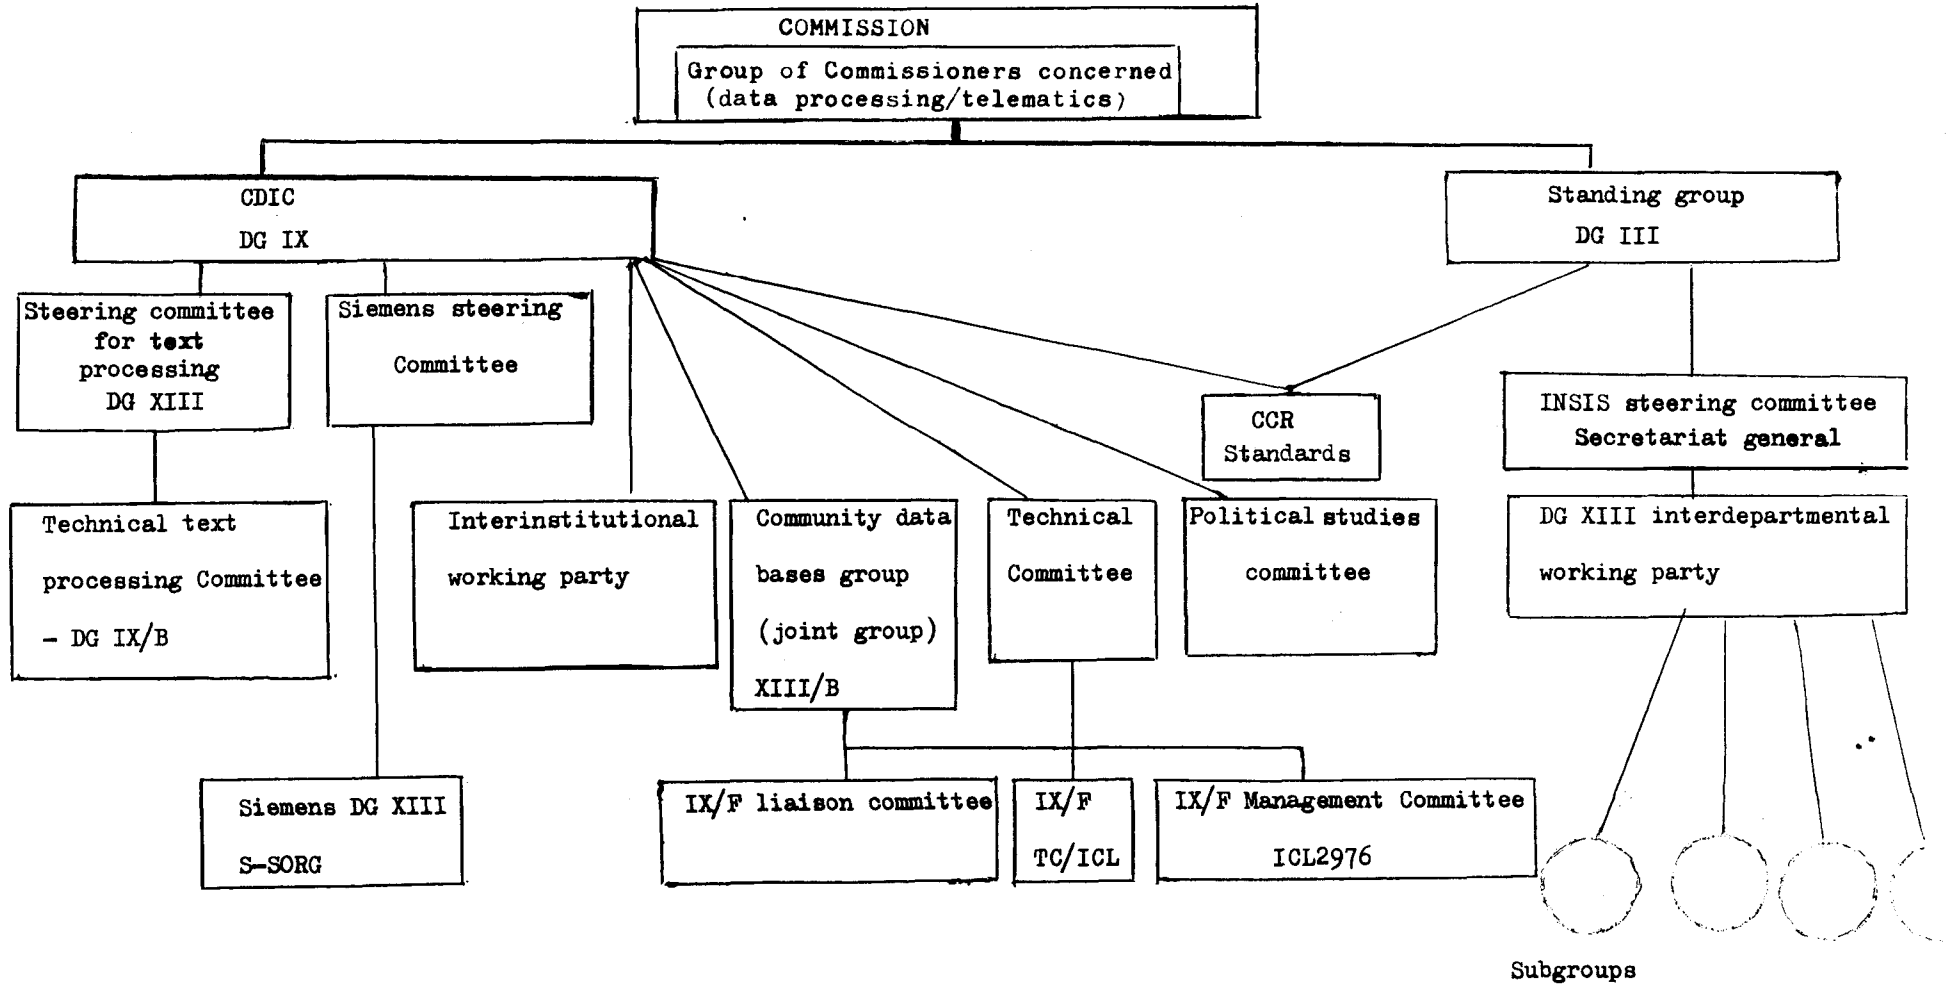 COMMISSION
Group of Commissioners concerned
(data processing/telematics)
CDIC
DG IX
Standing group
DG III
Steering committee
for text
processing
DG XIII
Siemens steering
Committee
CCR
Standards
INSIS steering committee
Secretariat general
Technical text
processing Committee
- DG IX/B
Interinstitutional
working party
Community data
bases group
(joint group)
XIII/B
Technical
Committee
Political studies
committee
DG XIII interdepartmental
working party
Siemens DG XIII
S-SORG
IX/F liaison committee
IX/F
TC/ICL
IX/F Management Committee
ICL2976
Subgroups